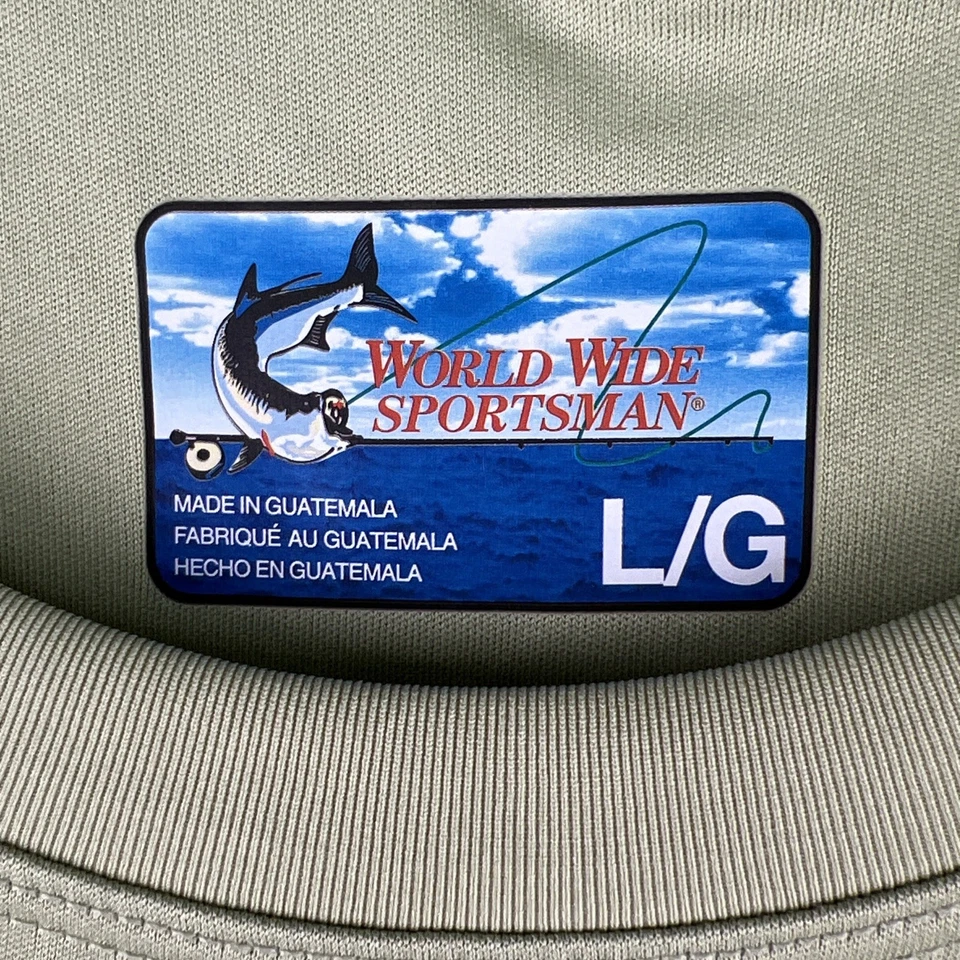 WORLD WIDE
SPORTSMAN®
MADE IN GUATEMALA
FABRIQUÉ AU GUATEMALA
HECHO EN GUATEMALA
L/G